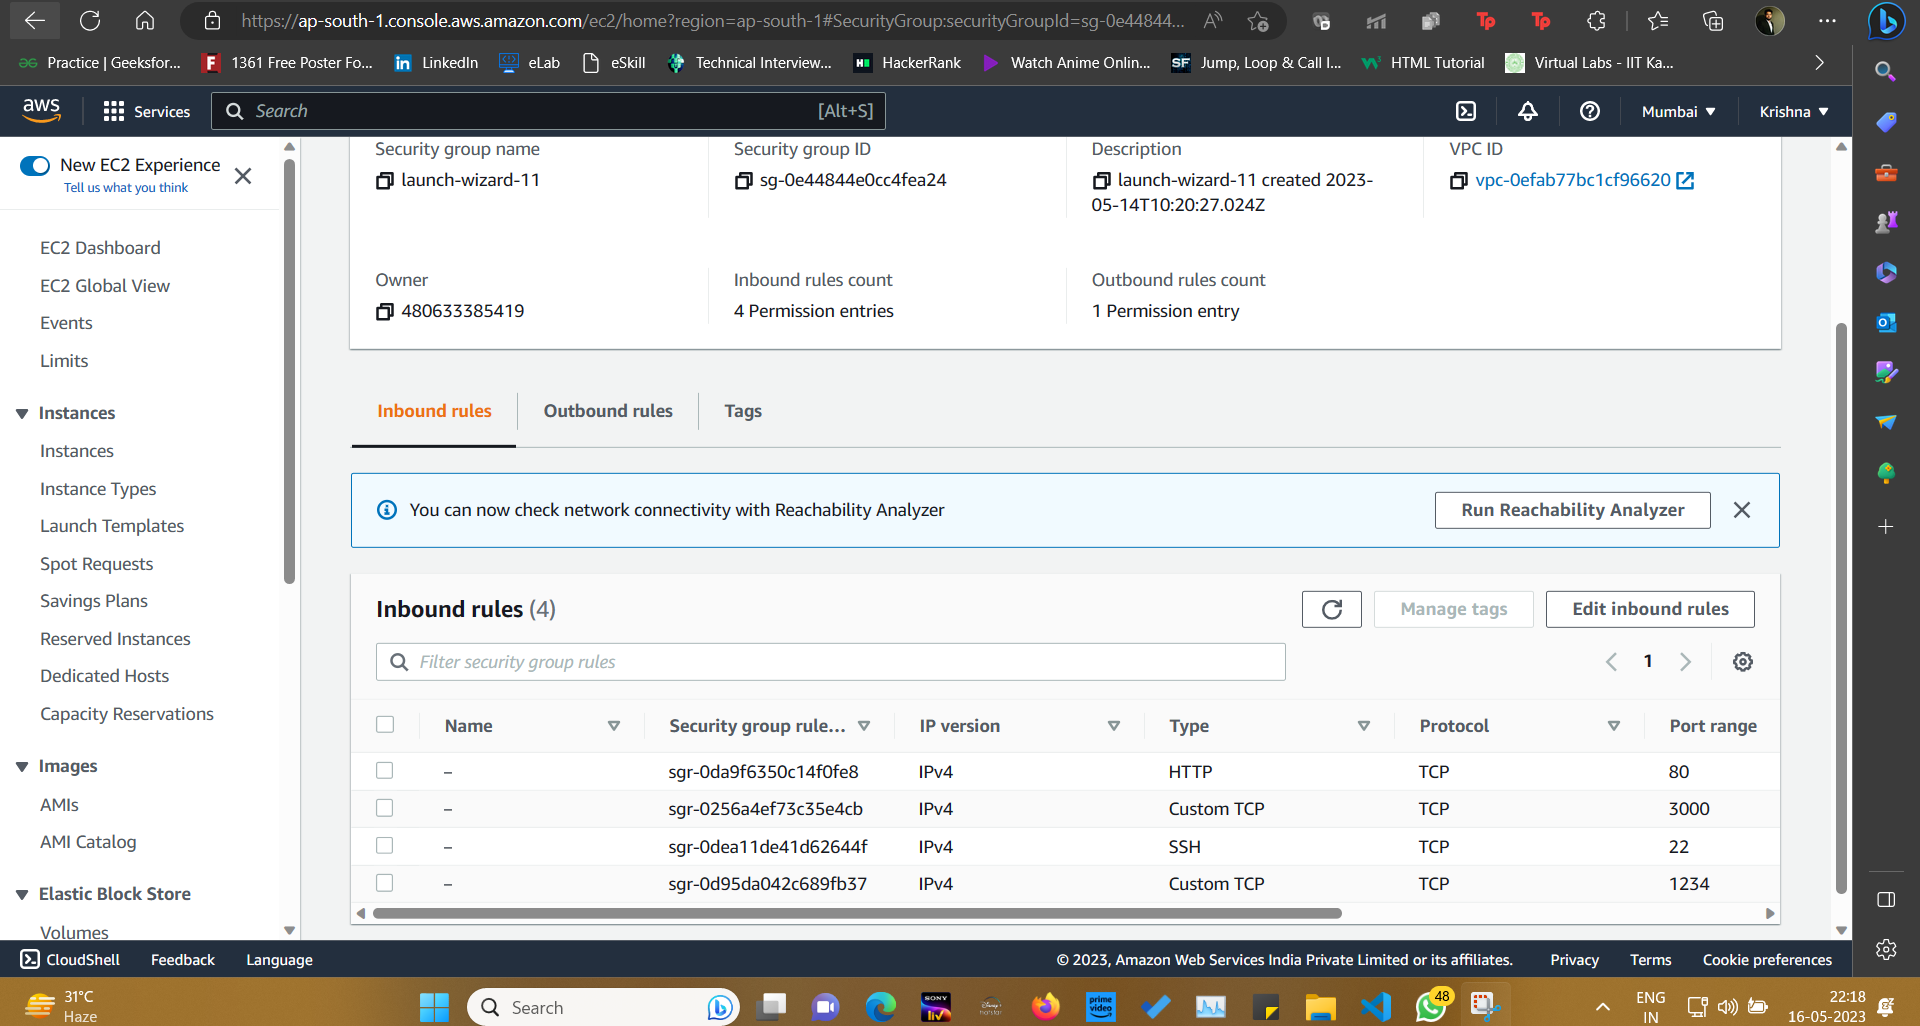 https://ap-south-1.console.aws.amazon.com/ec2/home?region=ap-south-1#SecurityGroup:securityGroupId=sg-0e44844...
Practice | Geeksfor...
1361 Free Poster Fo...
LinkedIn
eLab
eSkill
Technical Interview...
HackerRank
Watch Anime Onlin...
Jump, Loop & Call I...
HTML Tutorial
Virtual Labs - IIT Ka...
aws
Services
Search
[Alt+S]
Mumbai
Krishna
New EC2 Experience
Tell us what you think
EC2 Dashboard
EC2 Global View
Events
Limits
Instances
Instances
Instance Types
Launch Templates
Spot Requests
Savings Plans
Reserved Instances
Dedicated Hosts
Capacity Reservations
Images
AMIs
AMI Catalog
Elastic Block Store
Volumes
Security group name
launch-wizard-11
Security group ID
sg-0e44844e0cc4fea24
Description
launch-wizard-11 created 2023-
05-14T10:20:27.024Z
VPC ID
vpc-0efab77bc1cf96620
Owner
480633385419
Inbound rules count
4 Permission entries
Outbound rules count
1 Permission entry
Inbound rules
Outbound rules
Tags
You can now check network connectivity with Reachability Analyzer
Run Reachability Analyzer
Inbound rules (4)
Manage tags
Edit inbound rules
Filter security group rules
1
Name Security group rule... IP version Type Protocol Port range
– sgr-0da9f6350c14f0fe8 IPv4 HTTP TCP 80
– sgr-0256a4ef73c35e4cb IPv4 Custom TCP TCP 3000
– sgr-0dea11de41d62644f IPv4 SSH TCP 22
– sgr-0d95da042c689fb37 IPv4 Custom TCP TCP 1234
CloudShell
Feedback
Language
© 2023, Amazon Web Services India Private Limited or its affiliates.
Privacy
Terms
Cookie preferences
31°C
Haze
Search
SONY
liv
prime
video
48
ENG
IN
22:18
16-05-2023